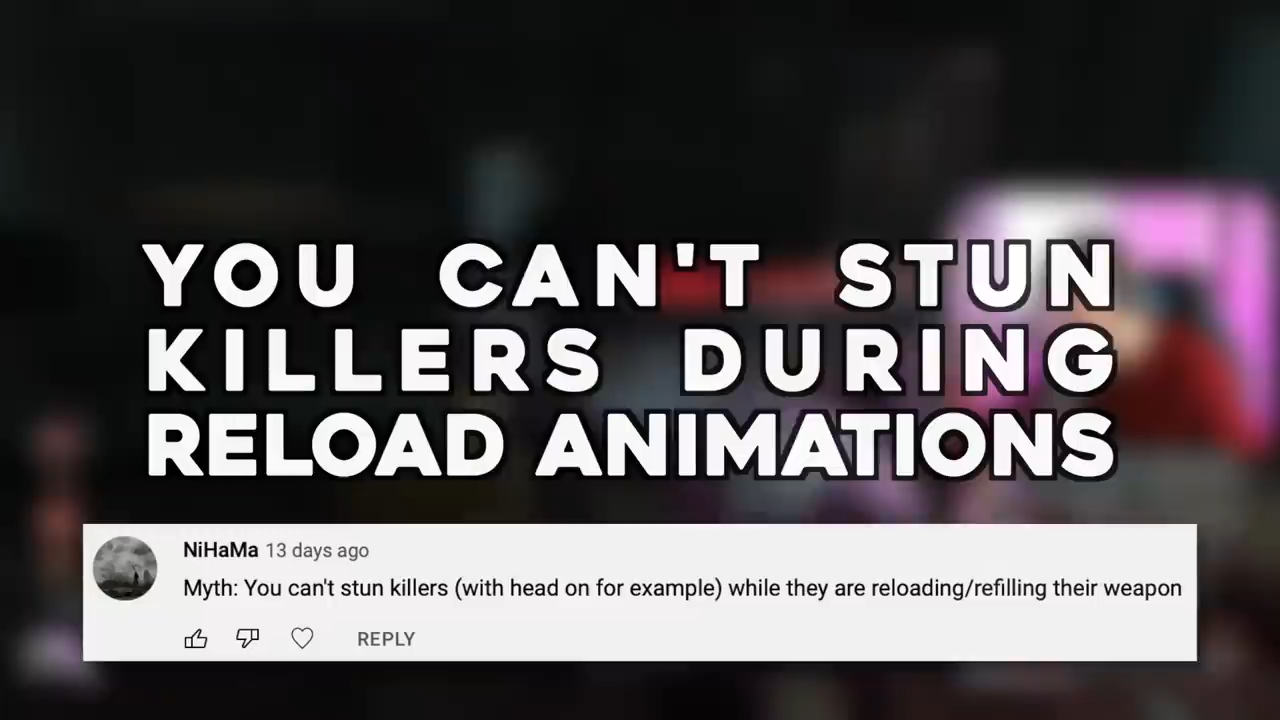 YOU CAN'T STUN
KILLERS DURING
RELOAD ANIMATIONS
NiHaMa 13 days ago
Myth: You can't stun killers (with head on for example) while they are reloading/refilling their weapon
REPLY